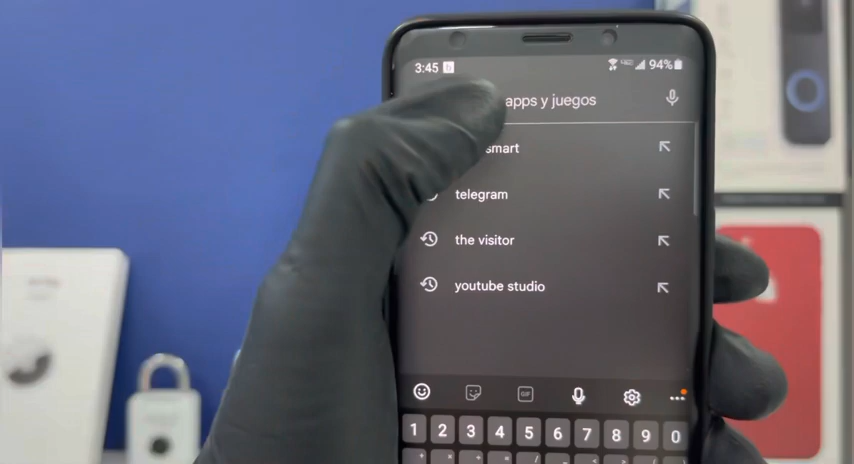 3:45 94%
apps y juegos
smart
telegram
the visitor
youtube studio
GIF
1 2 3 4 5 6 7 8 9 0